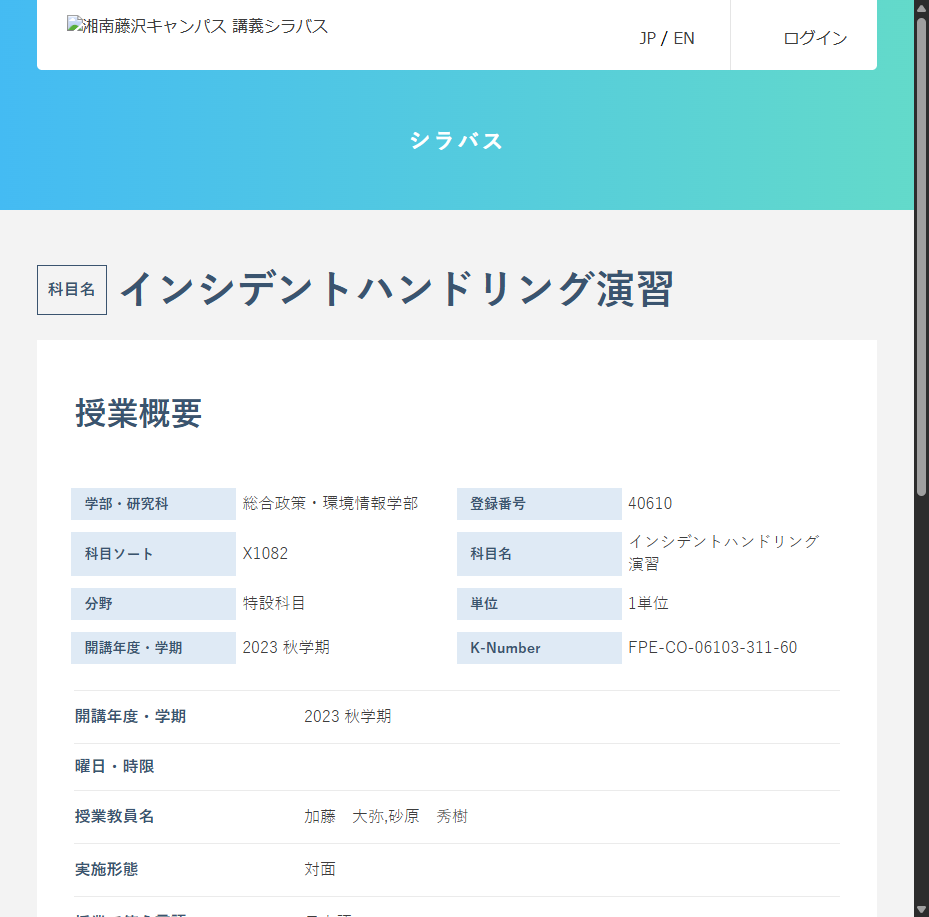 湘南藤沢キャンパス 講義シラバス
JP / EN
ログイン
シラバス
科目名
インシデントハンドリング演習
授業概要
学部・研究科 総合政策・環境情報学部
登録番号 40610
科目ソート X1082
科目名 インシデントハンドリング
演習
分野 特設科目
単位 1単位
開講年度・学期 2023 秋学期
K-Number FPE-CO-06103-311-60
開講年度・学期 2023 秋学期
曜日・時限
授業教員名 加藤　大弥,砂原　秀樹
実施形態 対面